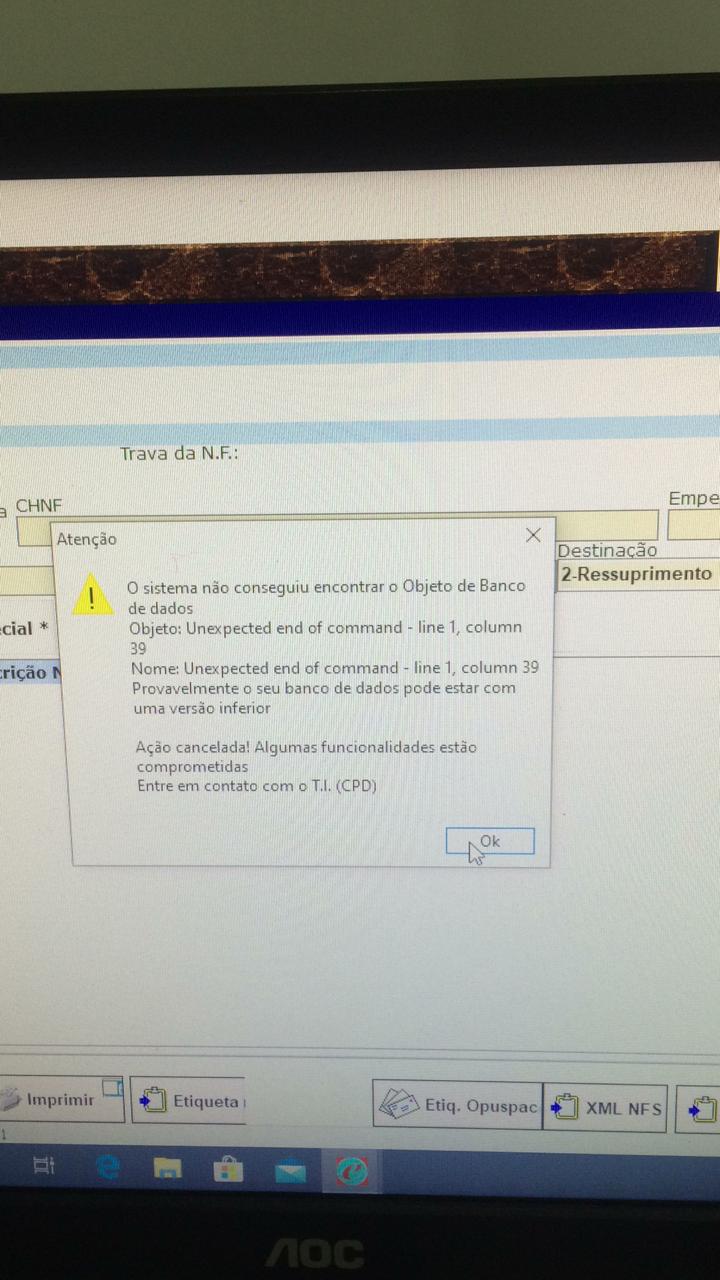 Trava da N.F.:
CHNF
Empe
Atenção
Destinação
2-Ressuprimento
O sistema não conseguiu encontrar o Objeto de Banco
de dados
Objeto: Unexpected end of command - line 1, column
39
Nome: Unexpected end of command - line 1, column 39
Provavelmente o seu banco de dados pode estar com
uma versão inferior
cial *
rição N
Ação cancelada! Algumas funcionalidades estão
comprometidas
Entre em contato com o T.I. (CPD)
Ok
Imprimir
Etiqueta
Etiq. Opuspac
XML NFS
1
AOC